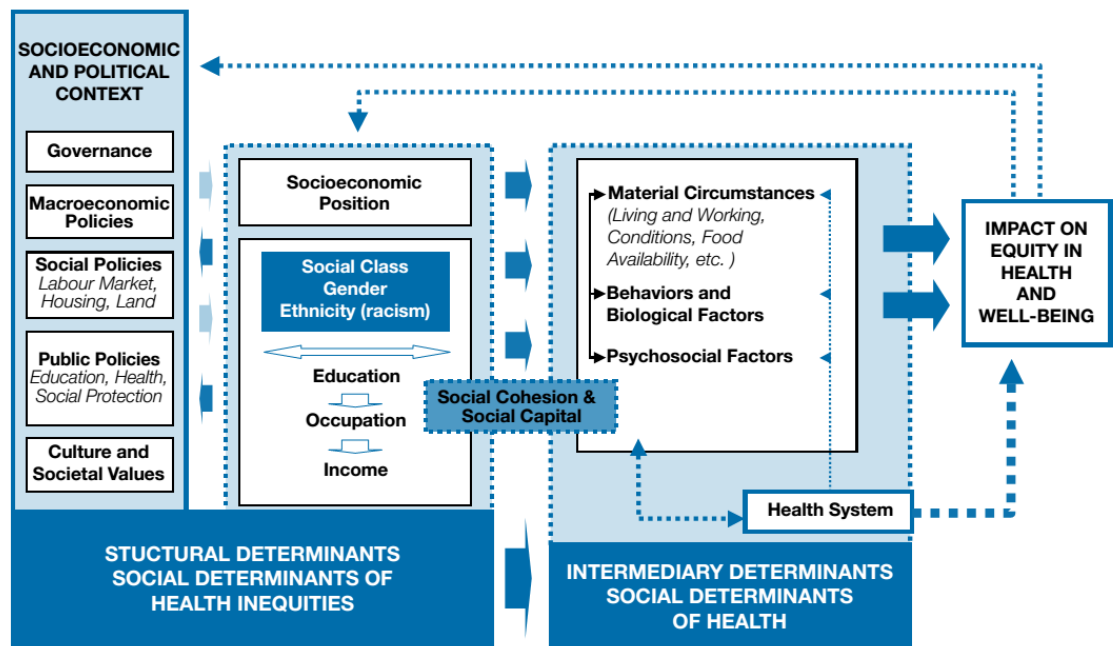 SOCIOECONOMIC
AND POLITICAL
CONTEXT
Governance
Macroeconomic
Policies
Social Policies
Labour Market,
Housing, Land
Public Policies
Education, Health,
Social Protection
Culture and
Societal Values
Socioeconomic
Position
Social Class
Gender
Ethnicity (racism)
Education
Occupation
Income
Social Cohesion &
Social Capital
Material Circumstances
(Living and Working,
Conditions, Food
Availability, etc. )
Behaviors and
Biological Factors
Psychosocial Factors
Health System
IMPACT ON
EQUITY IN
HEALTH
AND
WELL-BEING
STUCTURAL DETERMINANTS
SOCIAL DETERMINANTS OF
HEALTH INEQUITIES
INTERMEDIARY DETERMINANTS
SOCIAL DETERMINANTS
OF HEALTH